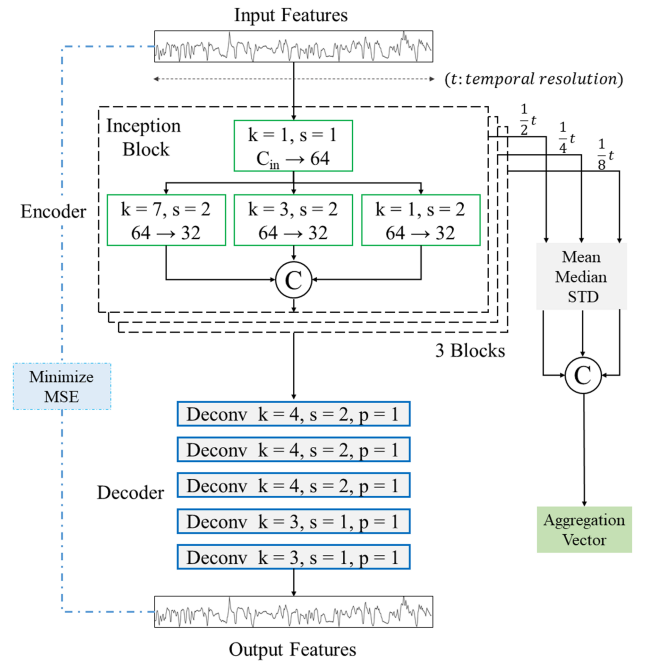 Input Features
(t: temporal resolution)
Inception
Block
k = 1, s = 1
C_in → 64
k = 7, s = 2
64 → 32
k = 3, s = 2
64 → 32
k = 1, s = 2
64 → 32
C
Encoder
3 Blocks
1/2 t
1/4 t
1/8 t
Mean
Median
STD
C
Aggregation
Vector
Minimize
MSE
Decoder
Deconv k = 4, s = 2, p = 1
Deconv k = 4, s = 2, p = 1
Deconv k = 4, s = 2, p = 1
Deconv k = 3, s = 1, p = 1
Deconv k = 3, s = 1, p = 1
Output Features